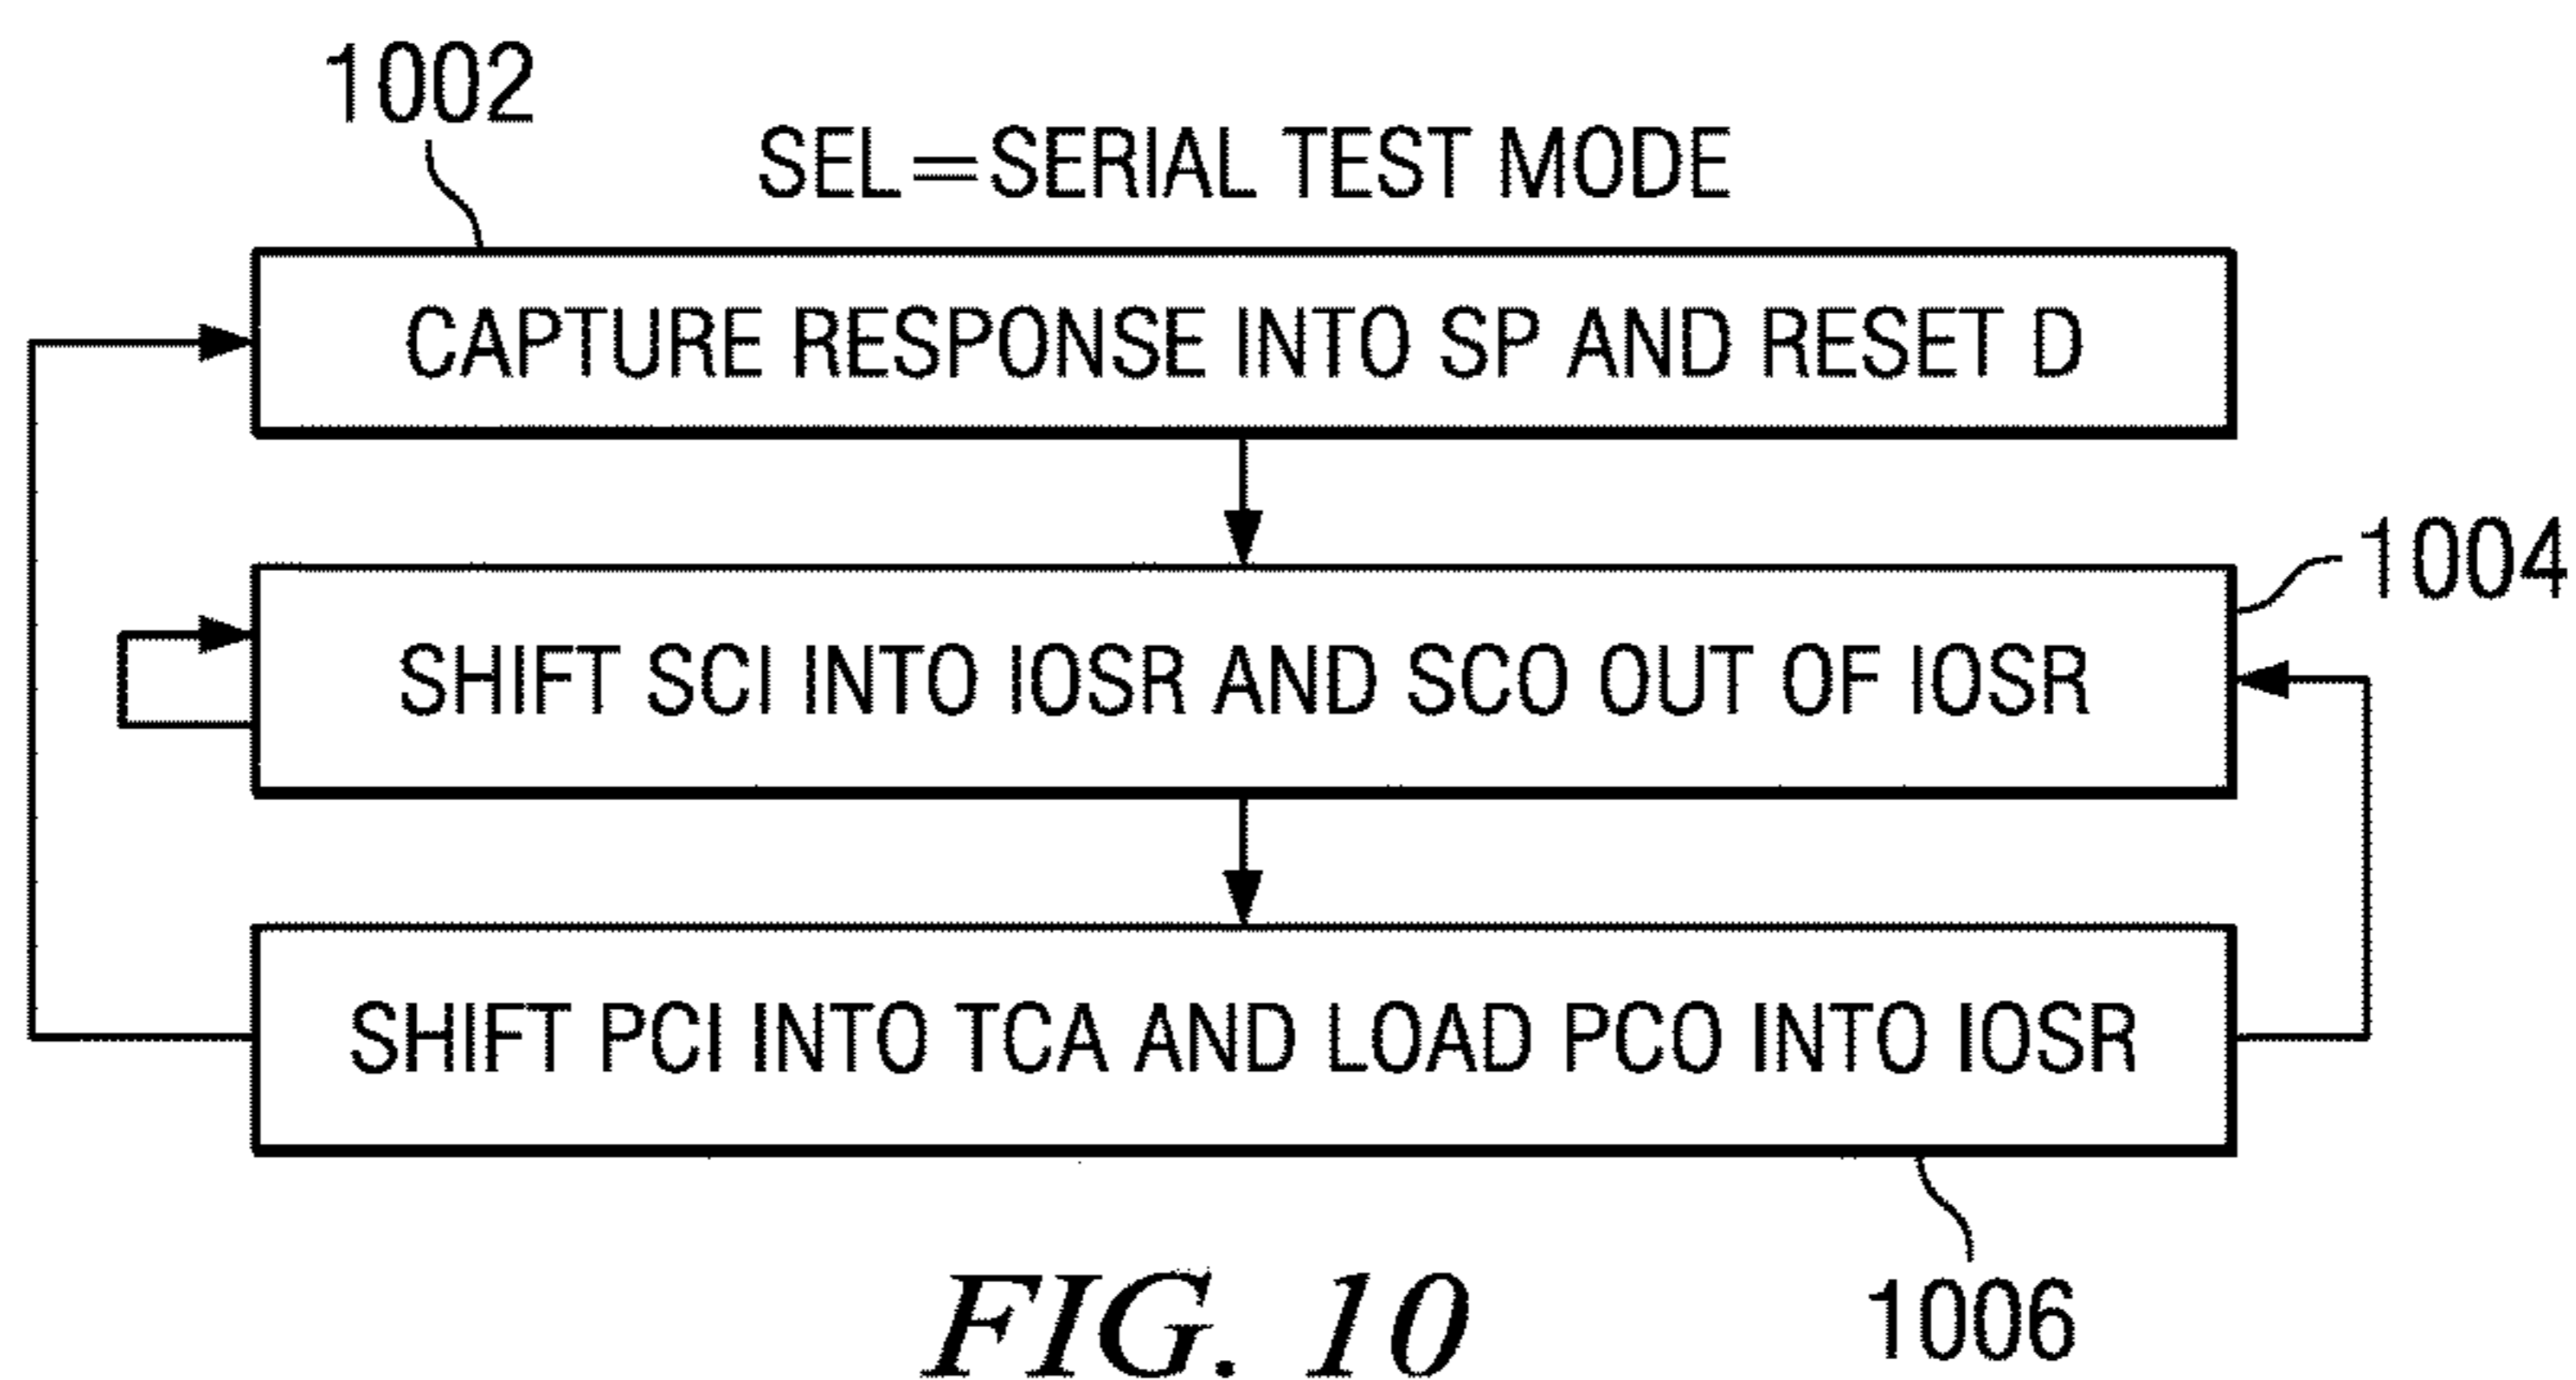 1002
SEL=SERIAL TEST MODE
CAPTURE RESPONSE INTO SP AND RESET D
1004
SHIFT SCI INTO IOSR AND SCO OUT OF IOSR
SHIFT PCI INTO TCA AND LOAD PCO INTO IOSR
1006
FIG. 10